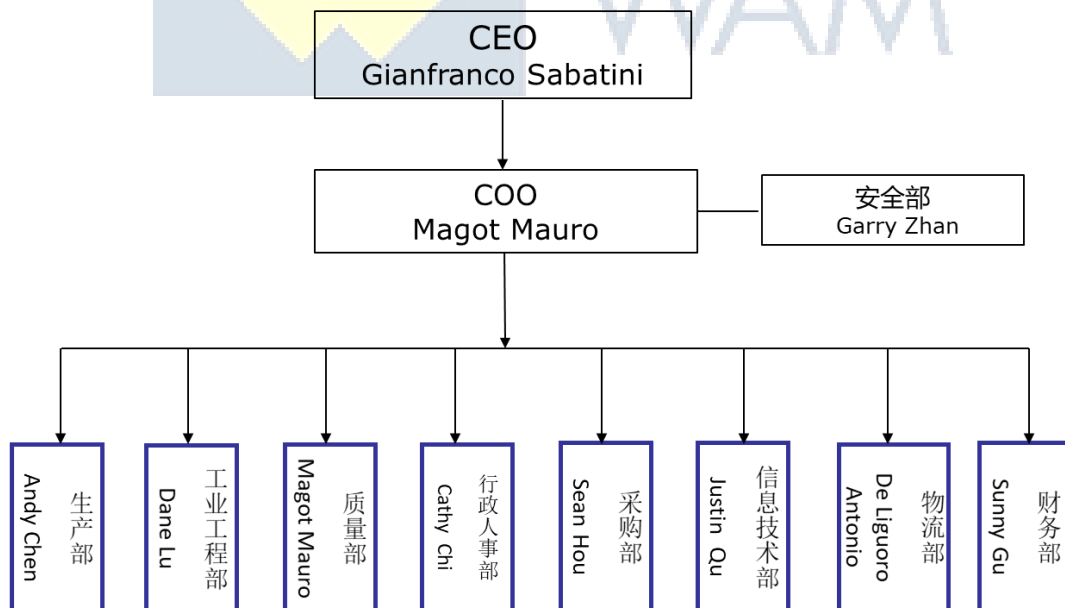 WAM
CEO
Gianfranco Sabatini
COO
Magot Mauro
安全部
Garry Zhan
生产部
Andy Chen
工业工程部
Dane Lu
质量部
Magot Mauro
行政人事部
Cathy Chi
采购部
Sean Hou
信息技术部
Justin Qu
物流部
De Liguoro
Antonio
财务部
Sunny Gu